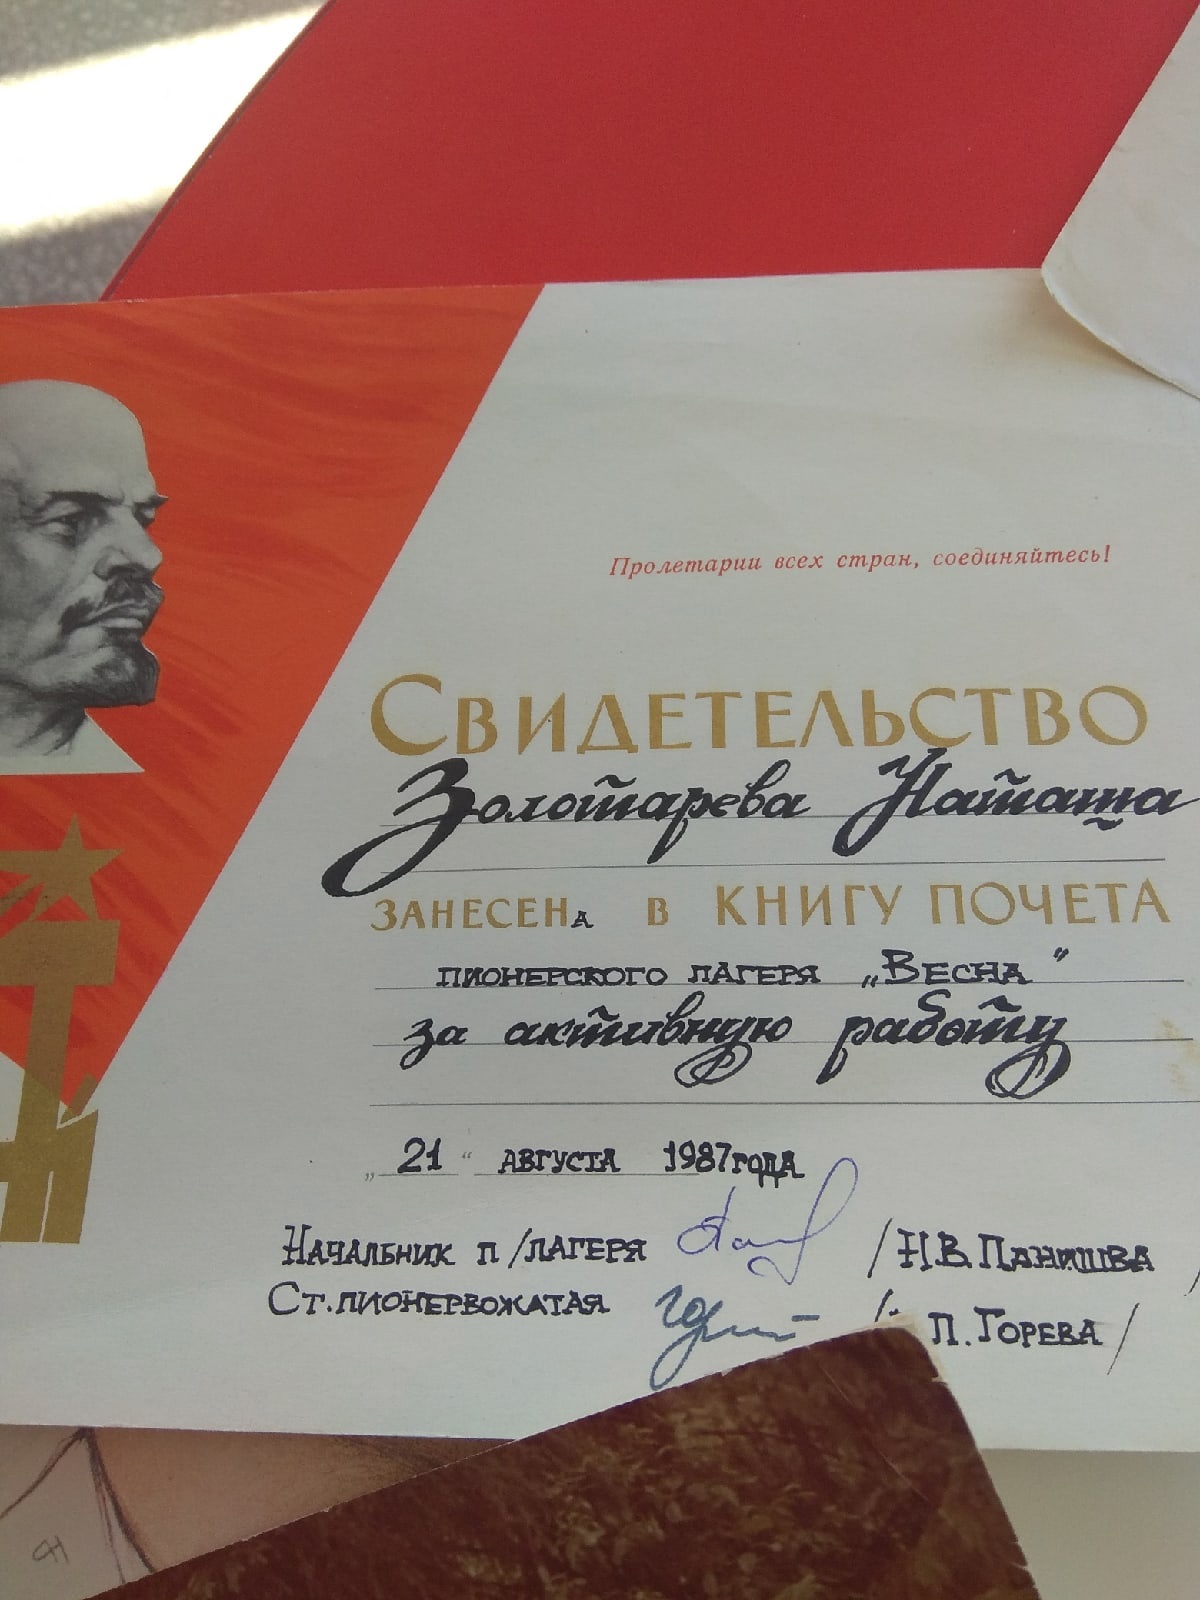 Пролетарии всех стран, соединяйтесь!
СВИДЕТЕЛЬСТВО
Золотарева Наташа
ЗАНЕСЕНА В КНИГУ ПОЧЕТА
ПИОНЕРСКОГО ЛАГЕРЯ „ВЕСНА"
за активную работу
„21" АВГУСТА 1987 ГОДА
НАЧАЛЬНИК П/ЛАГЕРЯ /Н.В. ПАНИШВА/
СТ. ПИОНЕРВОЖАТАЯ / П. ГОРЕВА/